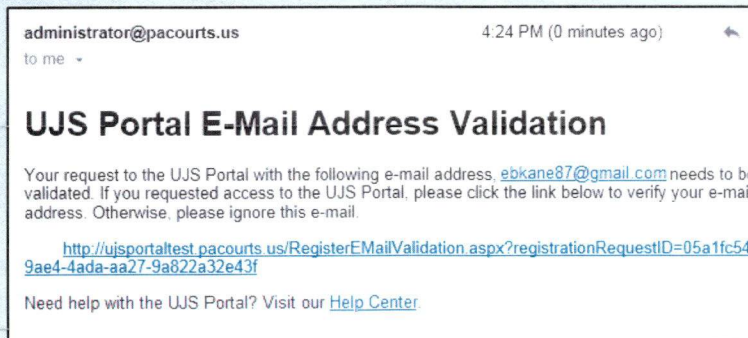 administrator@pacourts.us 4:24 PM (0 minutes ago)
to me
UJS Portal E-Mail Address Validation
Your request to the UJS Portal with the following e-mail address, ebkane87@gmail.com needs to be
validated. If you requested access to the UJS Portal, please click the link below to verify your e-mail
address. Otherwise, please ignore this e-mail.
http://ujsportaltest.pacourts.us/RegisterEMailValidation.aspx?registrationRequestID=05a1fc54
9ae4-4ada-aa27-9a822a32e43f
Need help with the UJS Portal? Visit our Help Center.